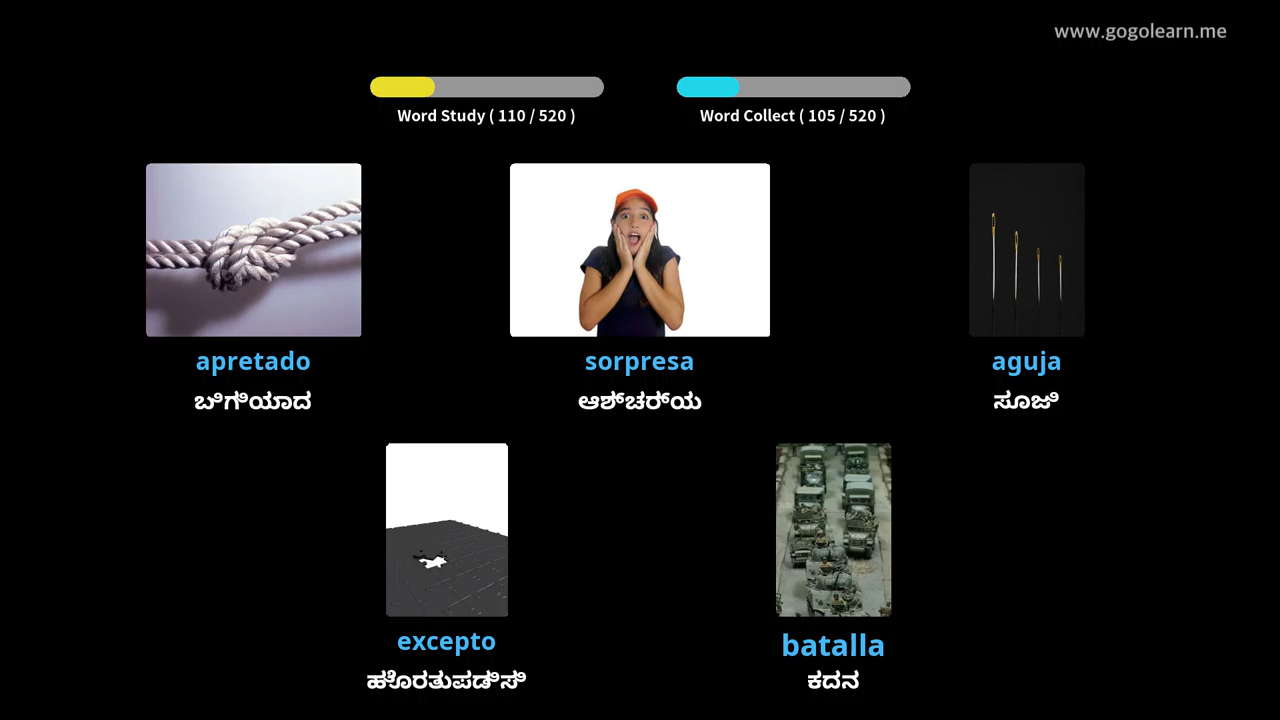 www.gogolearn.me
Word Study ( 110 / 520 )
Word Collect ( 105 / 520 )
apretado
ಬಿಗಿಯಾದ
sorpresa
ಆಶ್ಚರ್ಯ
aguja
ಸೂಜಿ
excepto
ಹೊರತುಪಡಿಸಿ
batalla
ಕದನ